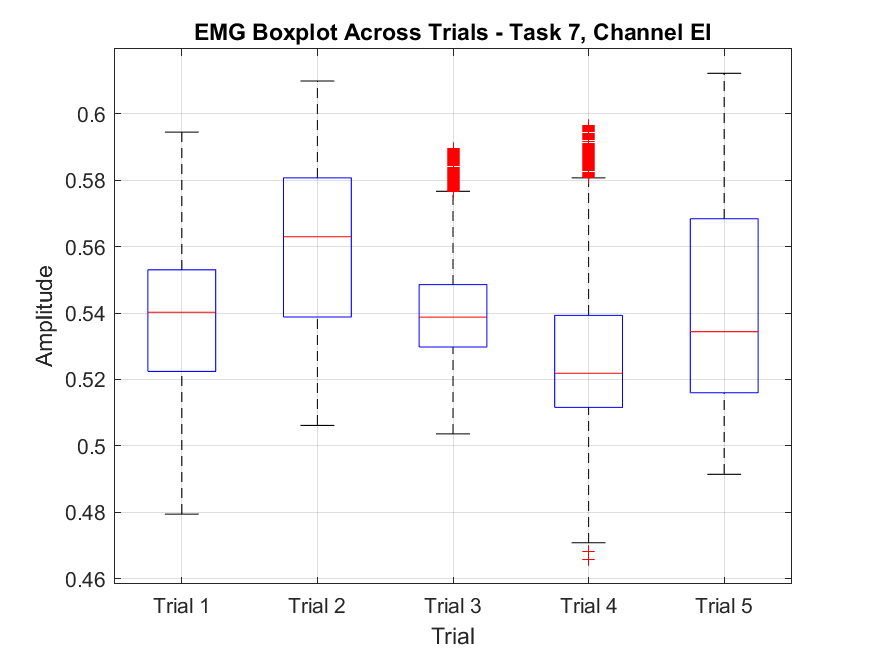 EMG Boxplot Across Trials - Task 7, Channel EI
Amplitude
0.6
0.58
0.56
0.54
0.52
0.5
0.48
0.46
Trial 1 Trial 2 Trial 3 Trial 4 Trial 5
Trial